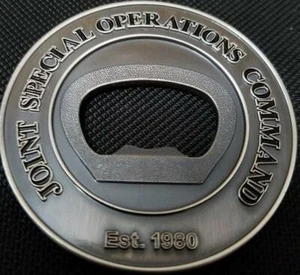 JOINT SPECIAL OPERATIONS COMMAND
Est. 1980